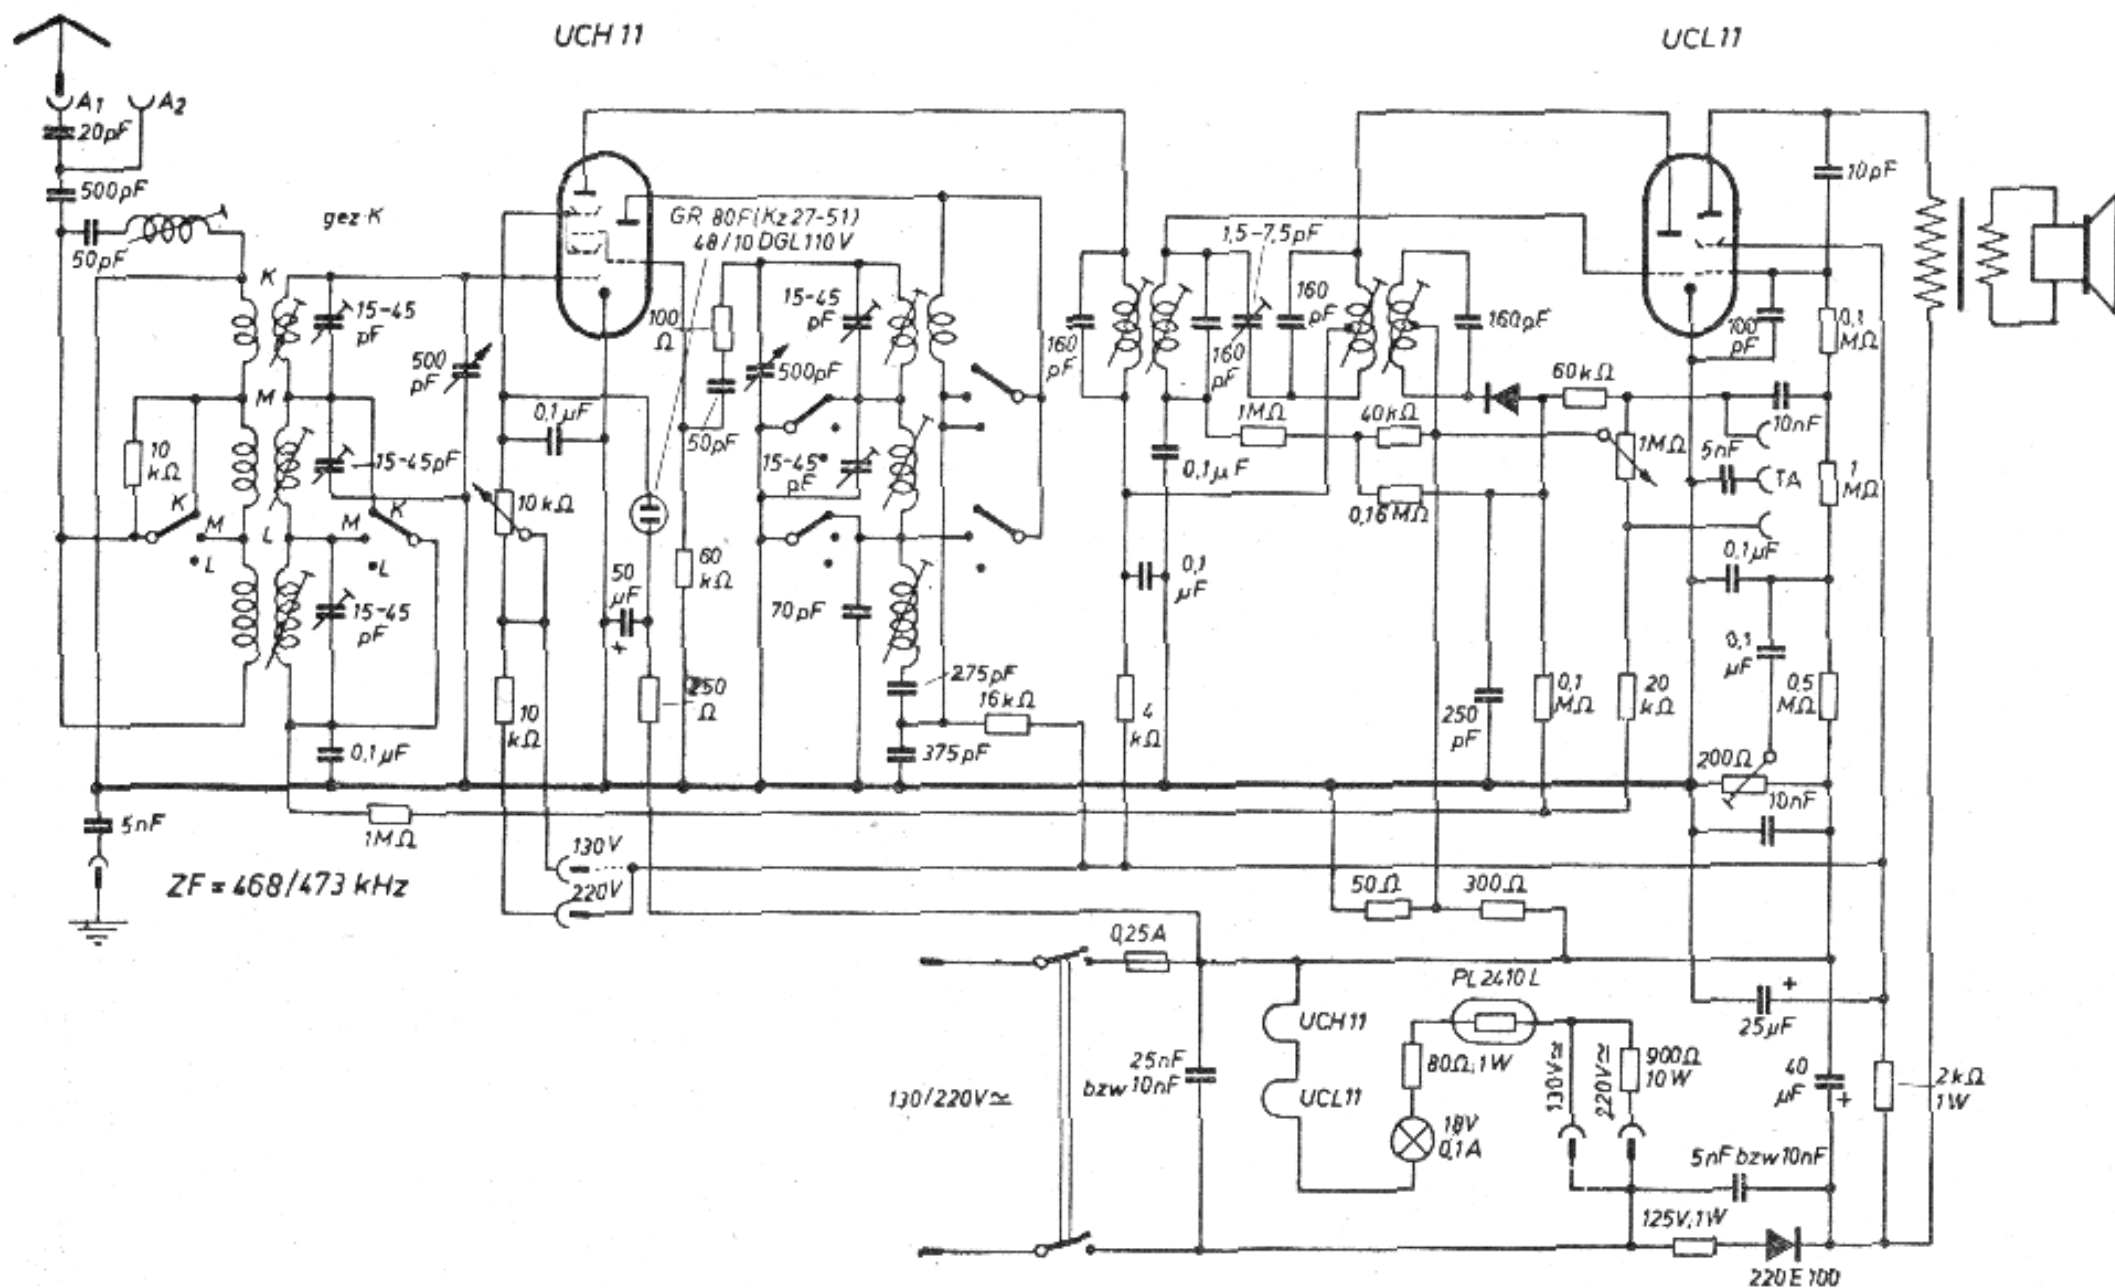 UCH 11
UCL 11
A1
A2
20pF
500pF
50pF
gez. K
GR 80F (Kz 27-51)
48/10 DGL 110 V
10pF
1,5-7,5pF
K
15-45
pF
500
pF
100
Ω
15-45
pF
500pF
160
pF
160
pF
160
pF
160pF
100
pF
0,1
MΩ
M
10
kΩ
0,1µF
50pF
1MΩ
40kΩ
60kΩ
1MΩ
10nF
5nF
15-45pF
15-45
pF
0,1µF
TA
1
MΩ
K
M
L
L
M
K
L
10kΩ
0,16MΩ
15-45
pF
50
µF
+
60
kΩ
70pF
0,1
µF
0,1µF
0,1
µF
275pF
16kΩ
10
kΩ
250
Ω
4
kΩ
250
pF
0,1
MΩ
20
kΩ
0,5
MΩ
0,1µF
375pF
200Ω
10nF
5nF
1MΩ
130V
220V
ZF = 468/473 kHz
50Ω
300Ω
0,25A
PL2410L
UCH11
UCL11
80Ω;1W
18V
0,1A
130V≂
220V≂
900Ω
10W
+
25µF
40
µF
+
2kΩ
1W
25nF
bzw 10nF
130/220V≂
5nF bzw 10nF
125V,1W
220 E 100